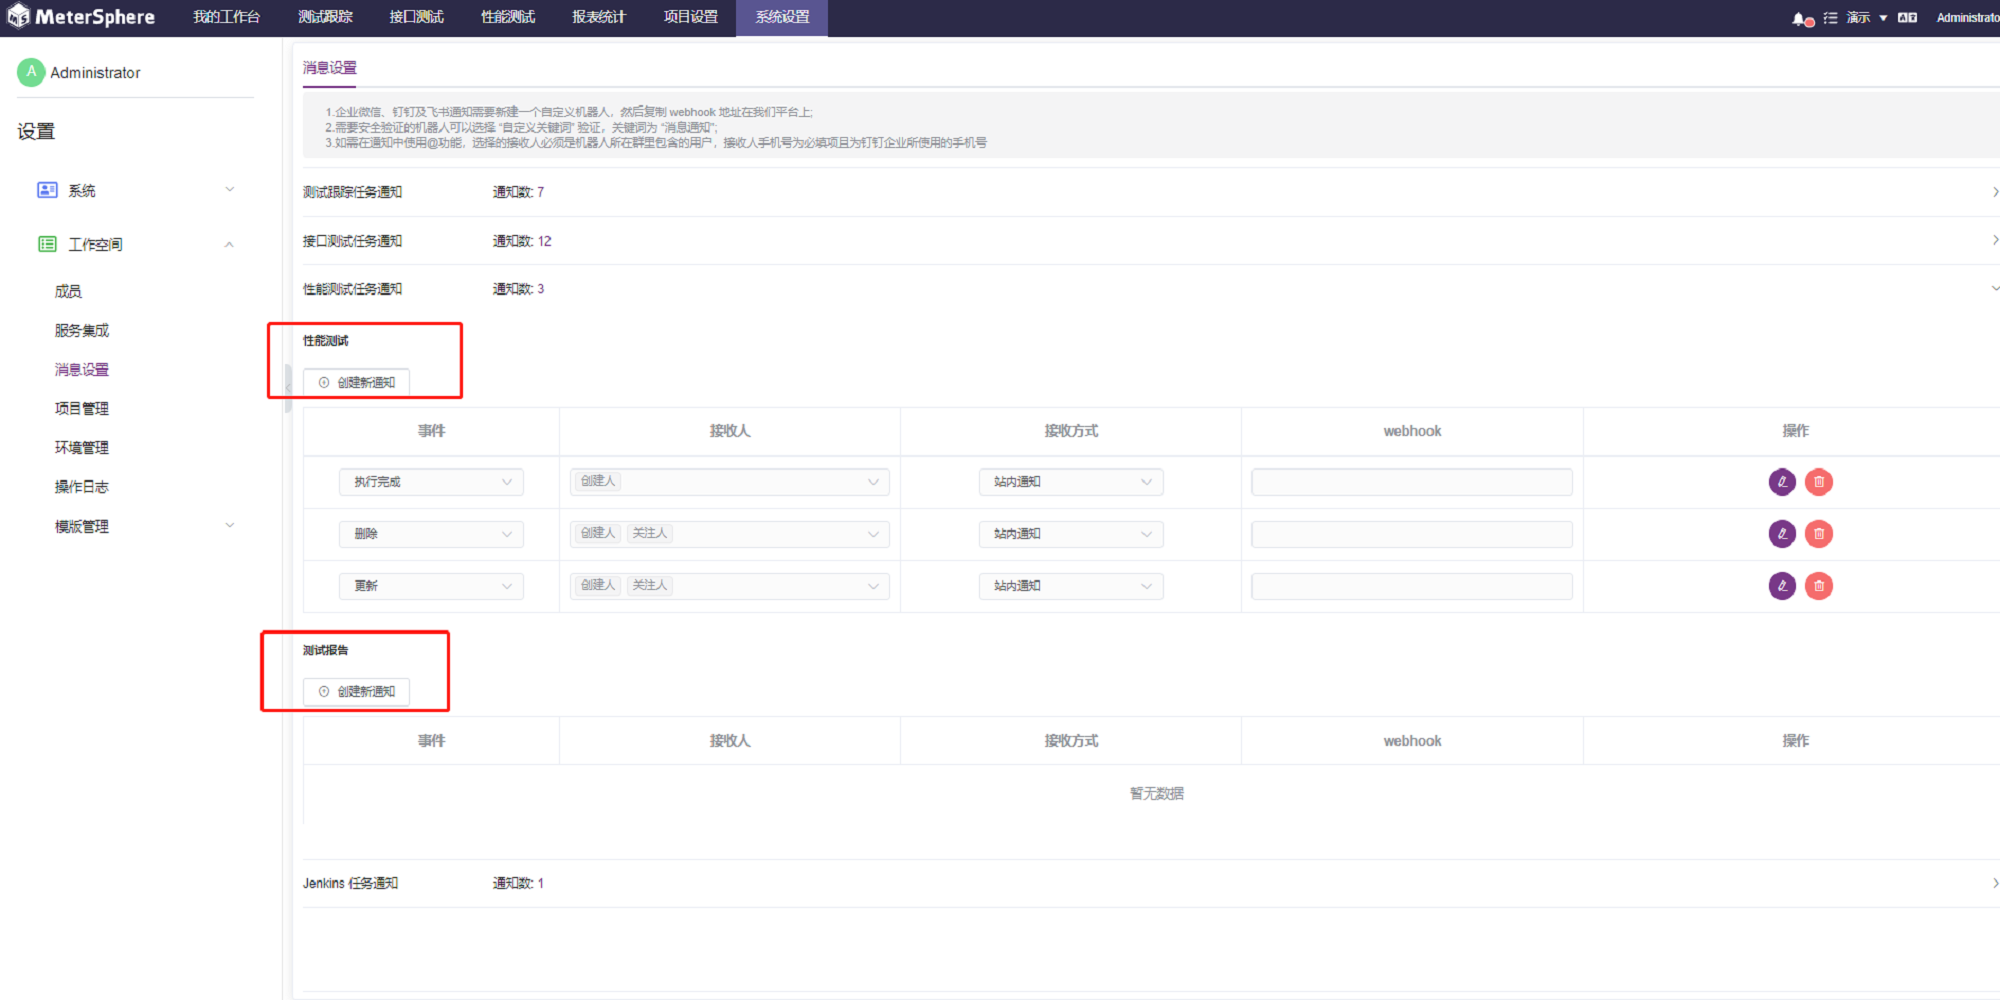 MeterSphere 我的工作台 测试跟踪 接口测试 性能测试 报表统计 项目设置 系统设置 演示 Administrato
A Administrator
设置
系统
工作空间
成员
服务集成
消息设置
项目管理
环境管理
操作日志
模版管理
消息设置
1.企业微信、钉钉及飞书通知需要新建一个自定义机器人，然后复制 webhook 地址在我们平台上;
2.需要安全验证的机器人可以选择 “自定义关键词” 验证，关键词为 “消息通知”;
3.如需在通知中使用@功能，选择的接收人必须是机器人所在群里包含的用户，接收人手机号为必填项且为钉钉企业所使用的手机号
测试跟踪任务通知 通知数: 7
接口测试任务通知 通知数: 12
性能测试任务通知 通知数: 3
性能测试
创建新通知
事件 接收人 接收方式 webhook 操作
执行完成 创建人 站内通知
删除 创建人 关注人 站内通知
更新 创建人 关注人 站内通知
测试报告
创建新通知
事件 接收人 接收方式 webhook 操作
暂无数据
Jenkins 任务通知 通知数: 1